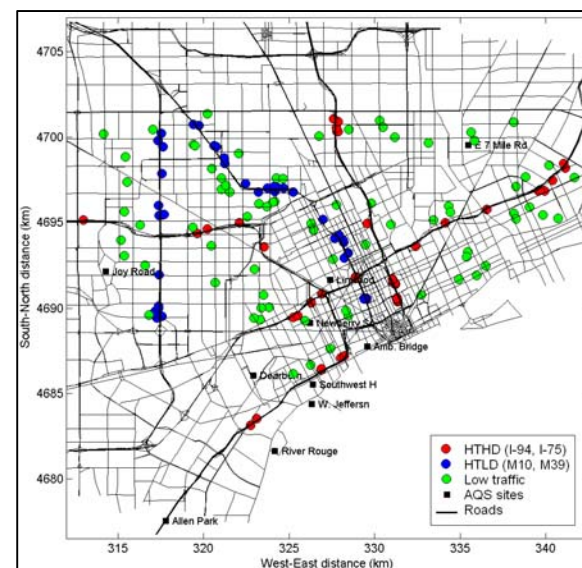 4705
4700
4695
4690
4685
4680
South-North distance (km)
E 7 Mile Rd
Joy Road
Linwood
Newberry S
Amb. Bridge
Dearborn
Southwest H
W. Jeffersn
River Rouge
Allen Park
HTHD (I-94, I-75)
HTLD (M10, M39)
Low traffic
AQS sites
Roads
315
320
325
330
335
340
West-East distance (km)